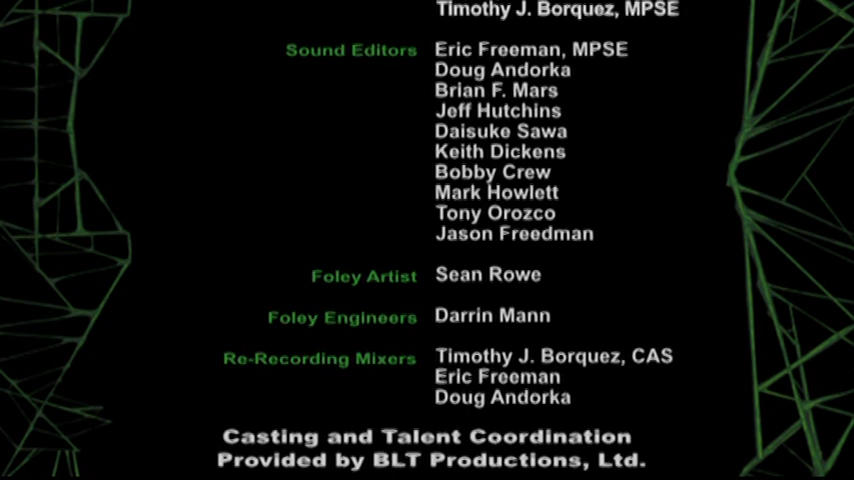 Timothy J. Borquez, MPSE
Sound Editors Eric Freeman, MPSE
Doug Andorka
Brian F. Mars
Jeff Hutchins
Daisuke Sawa
Keith Dickens
Bobby Crew
Mark Howlett
Tony Orozco
Jason Freedman
Foley Artist Sean Rowe
Foley Engineers Darrin Mann
Re-Recording Mixers Timothy J. Borquez, CAS
Eric Freeman
Doug Andorka
Casting and Talent Coordination
Provided by BLT Productions, Ltd.